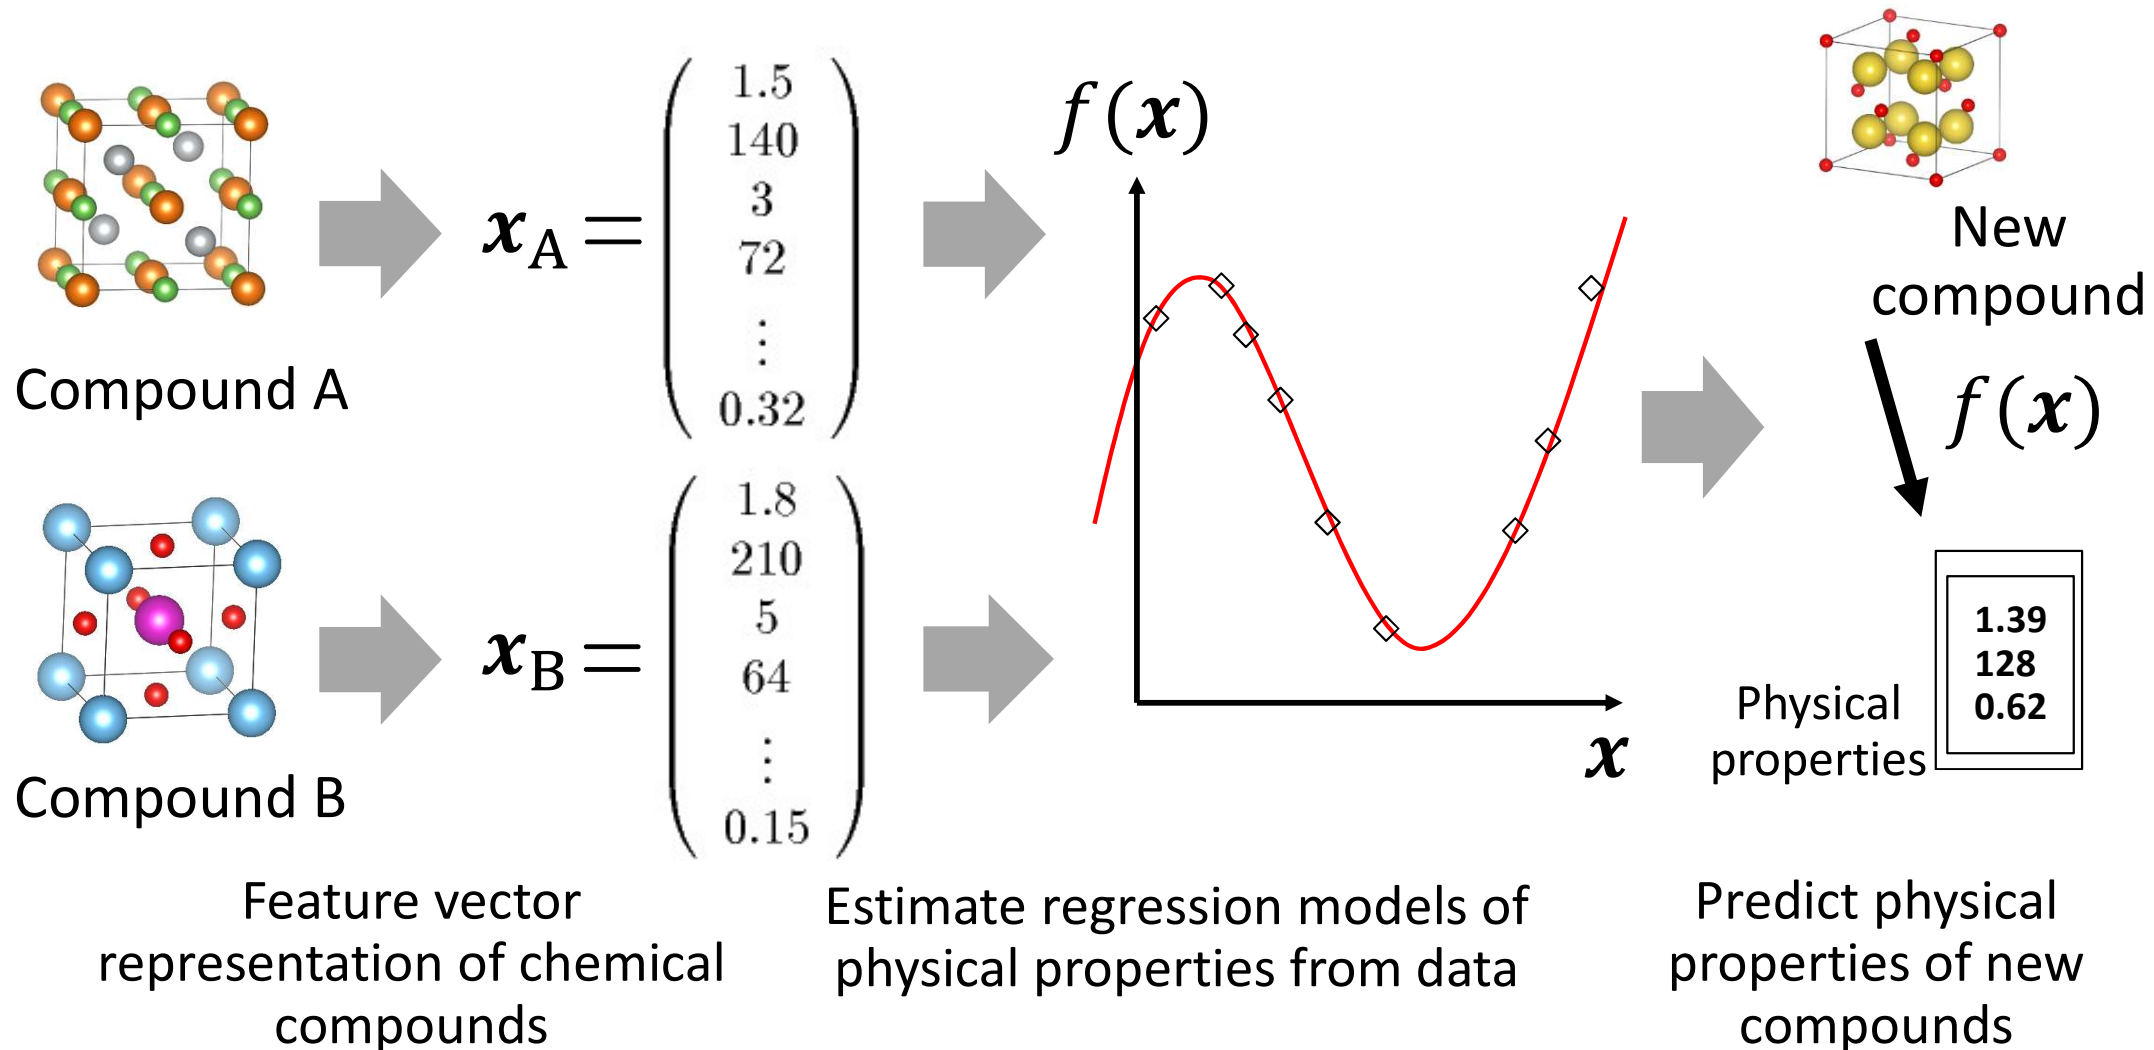 Compound A
x_A =
1.5
140
3
72
⋮
0.32
Compound B
x_B =
1.8
210
5
64
⋮
0.15
f(x)
x
New
compound
f(x)
Physical
properties
1.39
128
0.62
Feature vector
representation of chemical
compounds
Estimate regression models of
physical properties from data
Predict physical
properties of new
compounds